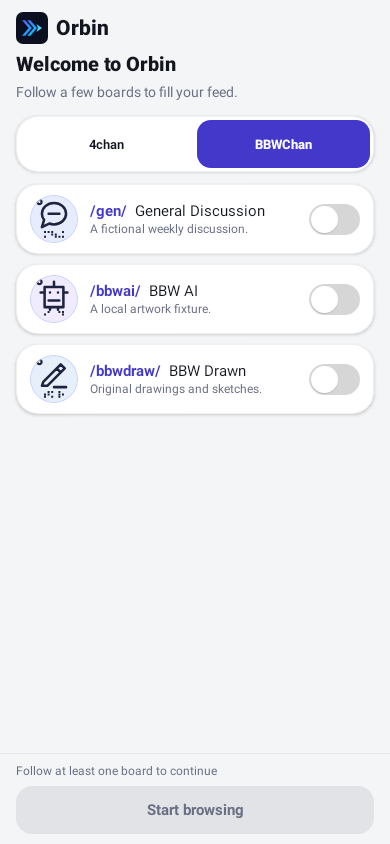 Orbin
Welcome to Orbin
Follow a few boards to fill your feed.
4chan
BBWChan
/gen/ General Discussion
A fictional weekly discussion.
/bbwai/ BBW AI
A local artwork fixture.
/bbwdraw/ BBW Drawn
Original drawings and sketches.
Follow at least one board to continue
Start browsing